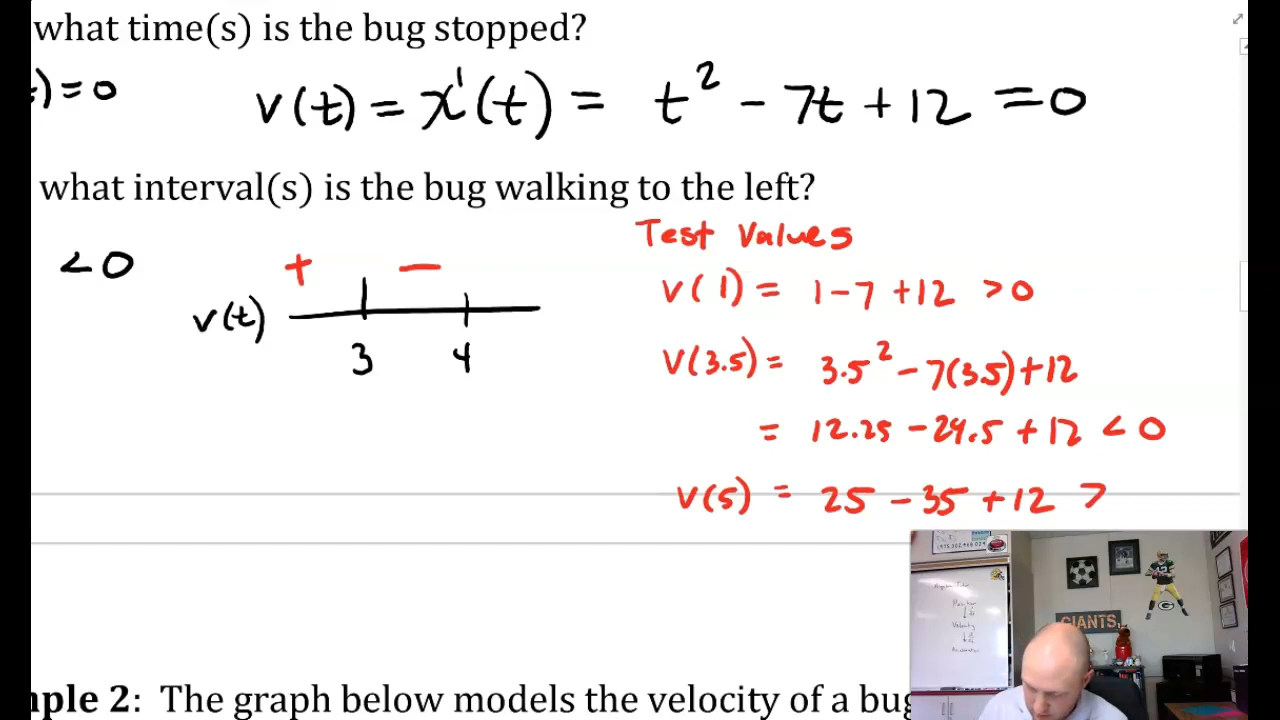 what time(s) is the bug stopped?
) = 0
v(t) = x'(t) = t² - 7t + 12 = 0
what interval(s) is the bug walking to the left?
< 0
+ −
v(t)
3 4
Test Values
v(1) = 1 - 7 + 12 > 0
v(3.5) = 3.5² - 7(3.5) + 12
= 12.25 - 24.5 + 12 < 0
v(5) = 25 - 35 + 12 >
Velocity
GIANTS
G
mple 2: The graph below models the velocity of a bug